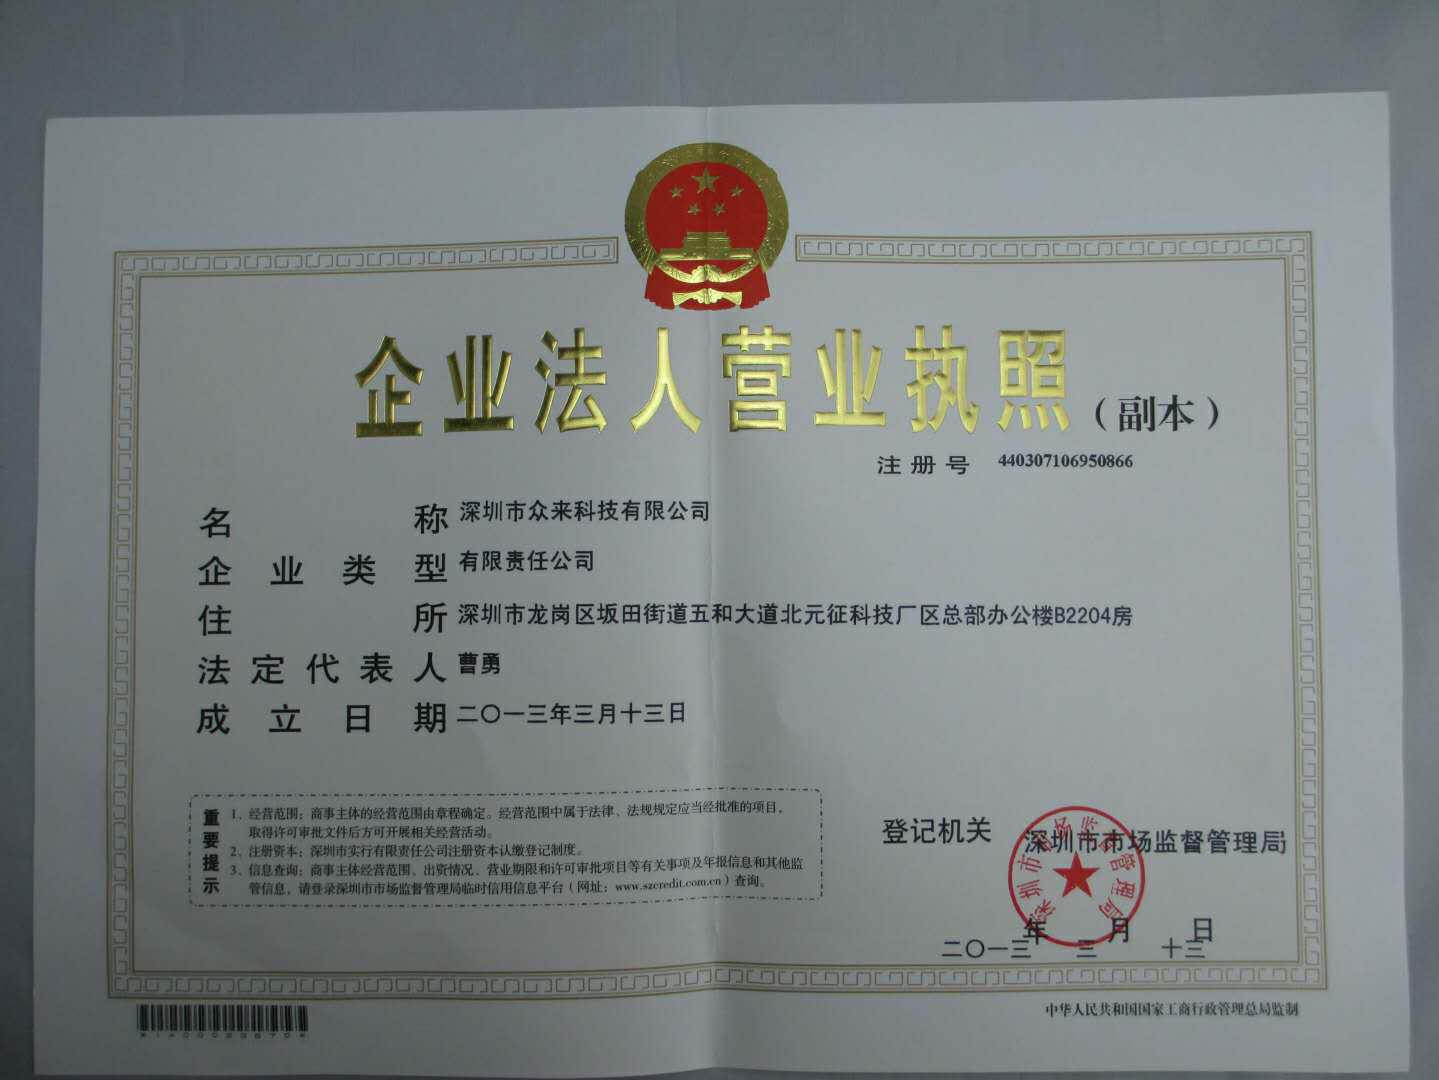 企业法人营业执照（副本）
注册号 440307106950866
名称 深圳市众来科技有限公司
企业类型 有限责任公司
住所 深圳市龙岗区坂田街道五和大道北元征科技厂区总部办公楼B2204房
法定代表人 曹勇
成立日期 二〇一三年三月十三日
重要提示
1、经营范围：商事主体的经营范围由章程确定。经营范围中属于法律、法规规定应当经批准的项目，
取得许可审批文件后方可开展相关经营活动。
2、注册资本：深圳市实行有限责任公司注册资本认缴登记制度。
3、信息查询：商事主体经营范围、出资情况、营业期限和许可审批项目等有关事项及年报信息和其他监
管信息，请登录深圳市市场监督管理局临时信用信息平台（网址：www.szcredit.com.cn）查询。
登记机关 深圳市市场监督管理局
深圳市市场监督管理局
二〇一三年三月十三日
中华人民共和国国家工商行政管理总局监制